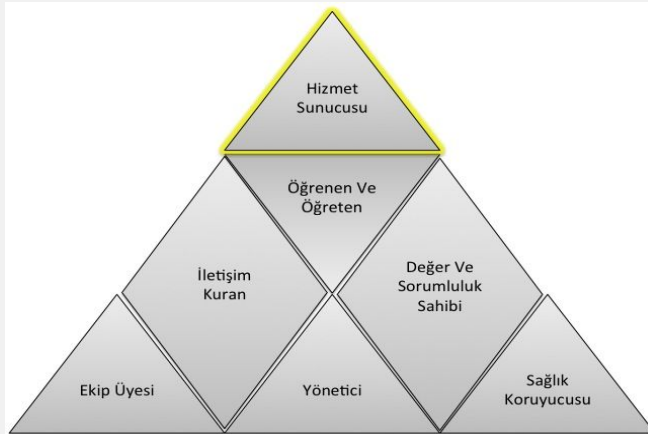 Hizmet
Sunucusu
Öğrenen Ve
Öğreten
İletişim
Kuran
Değer Ve
Sorumluluk
Sahibi
Ekip Üyesi
Yönetici
Sağlık
Koruyucusu